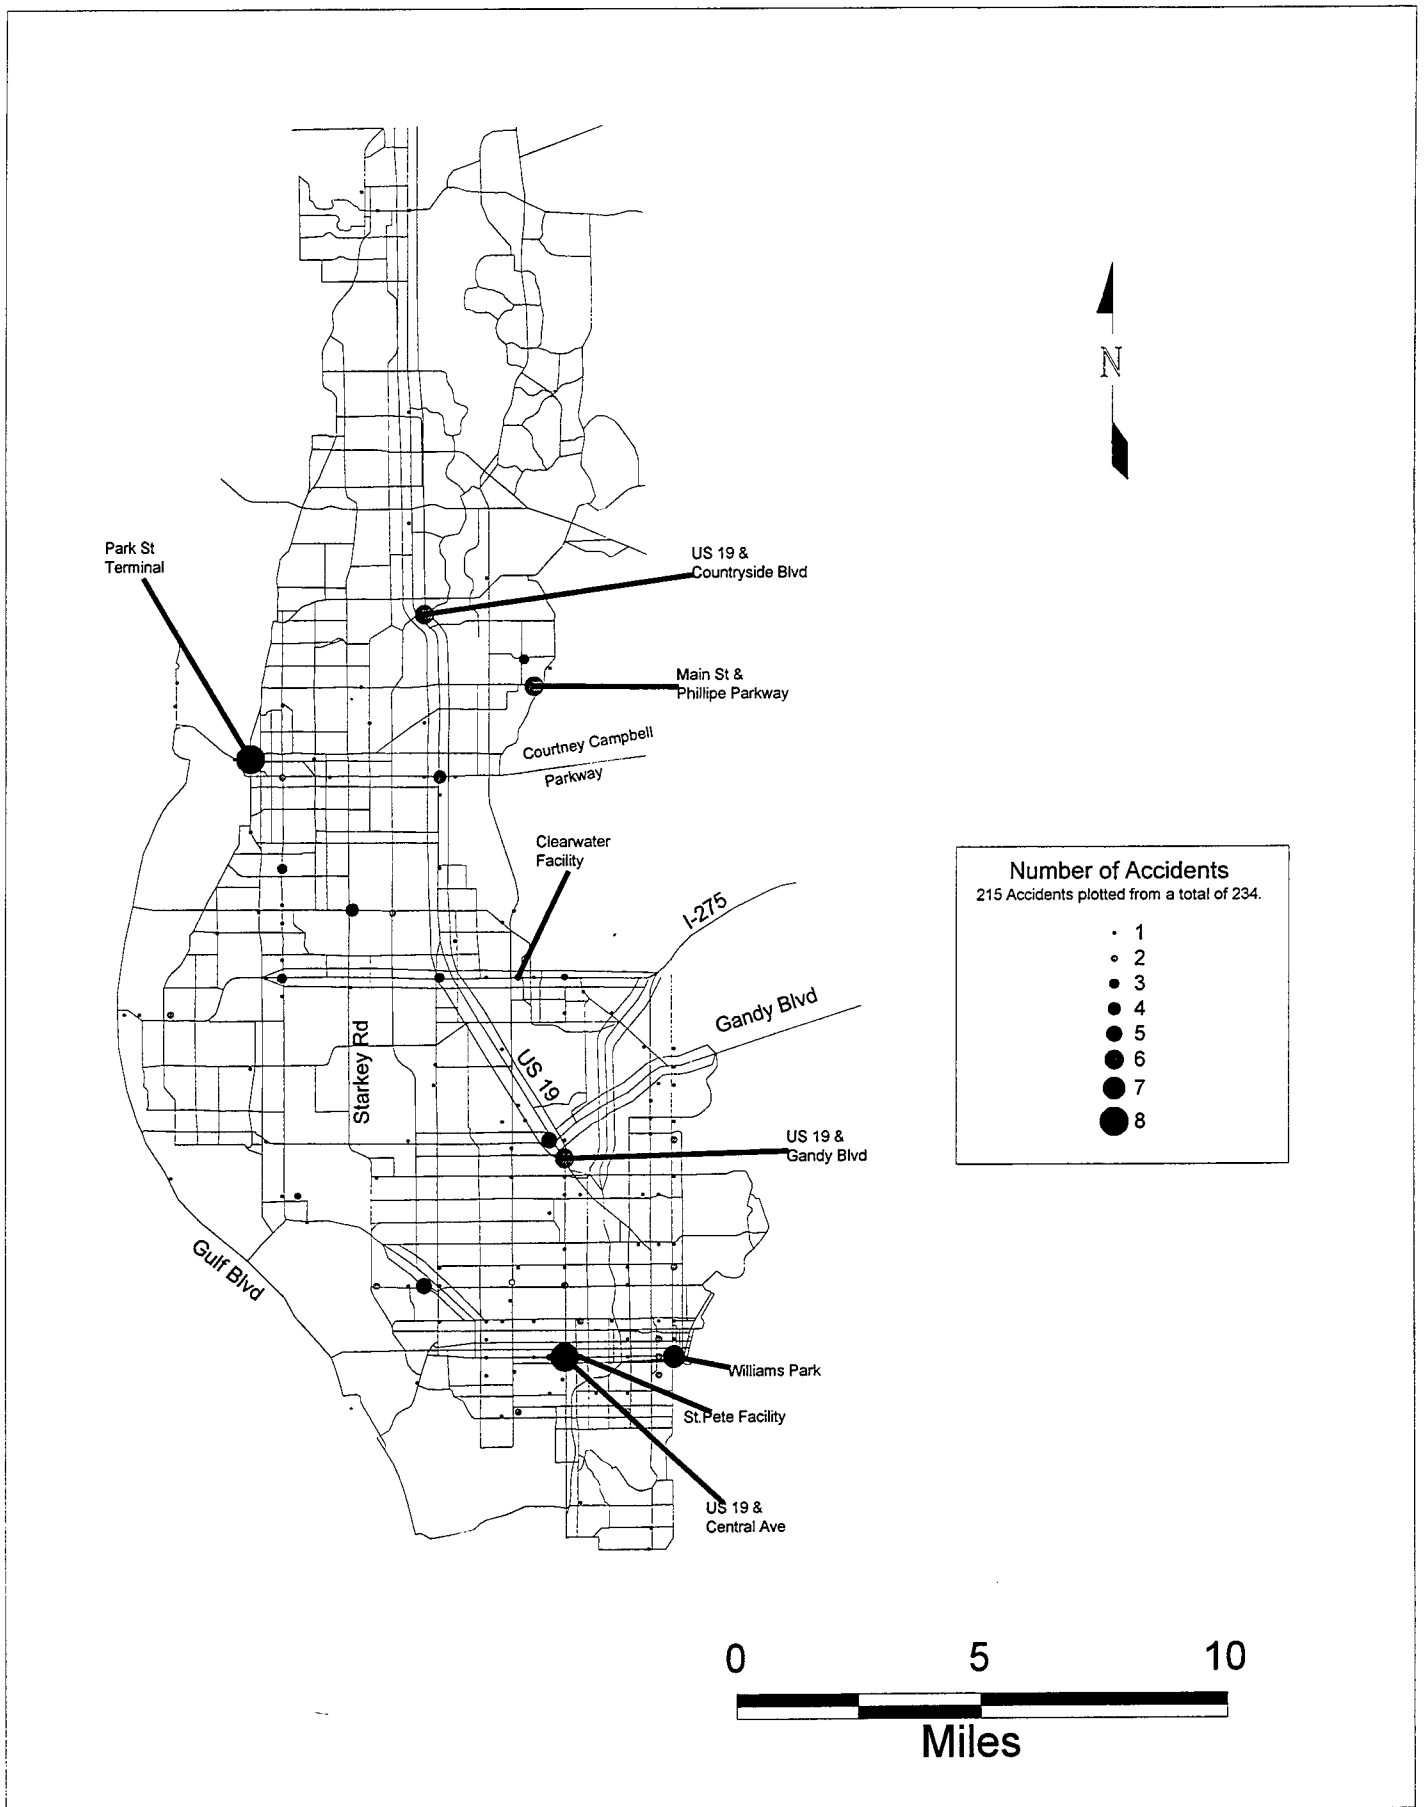 N
Park St
Terminal
US 19 &
Countryside Blvd
Main St &
Phillipe Parkway
Courtney Campbell
Parkway
Clearwater
Facility
I-275
Gandy Blvd
Starkey Rd
US 19
US 19 &
Gandy Blvd
Gulf Blvd
Williams Park
St.Pete Facility
US 19 &
Central Ave
Number of Accidents
215 Accidents plotted from a total of 234.
1
2
3
4
5
6
7
8
0 5 10
Miles